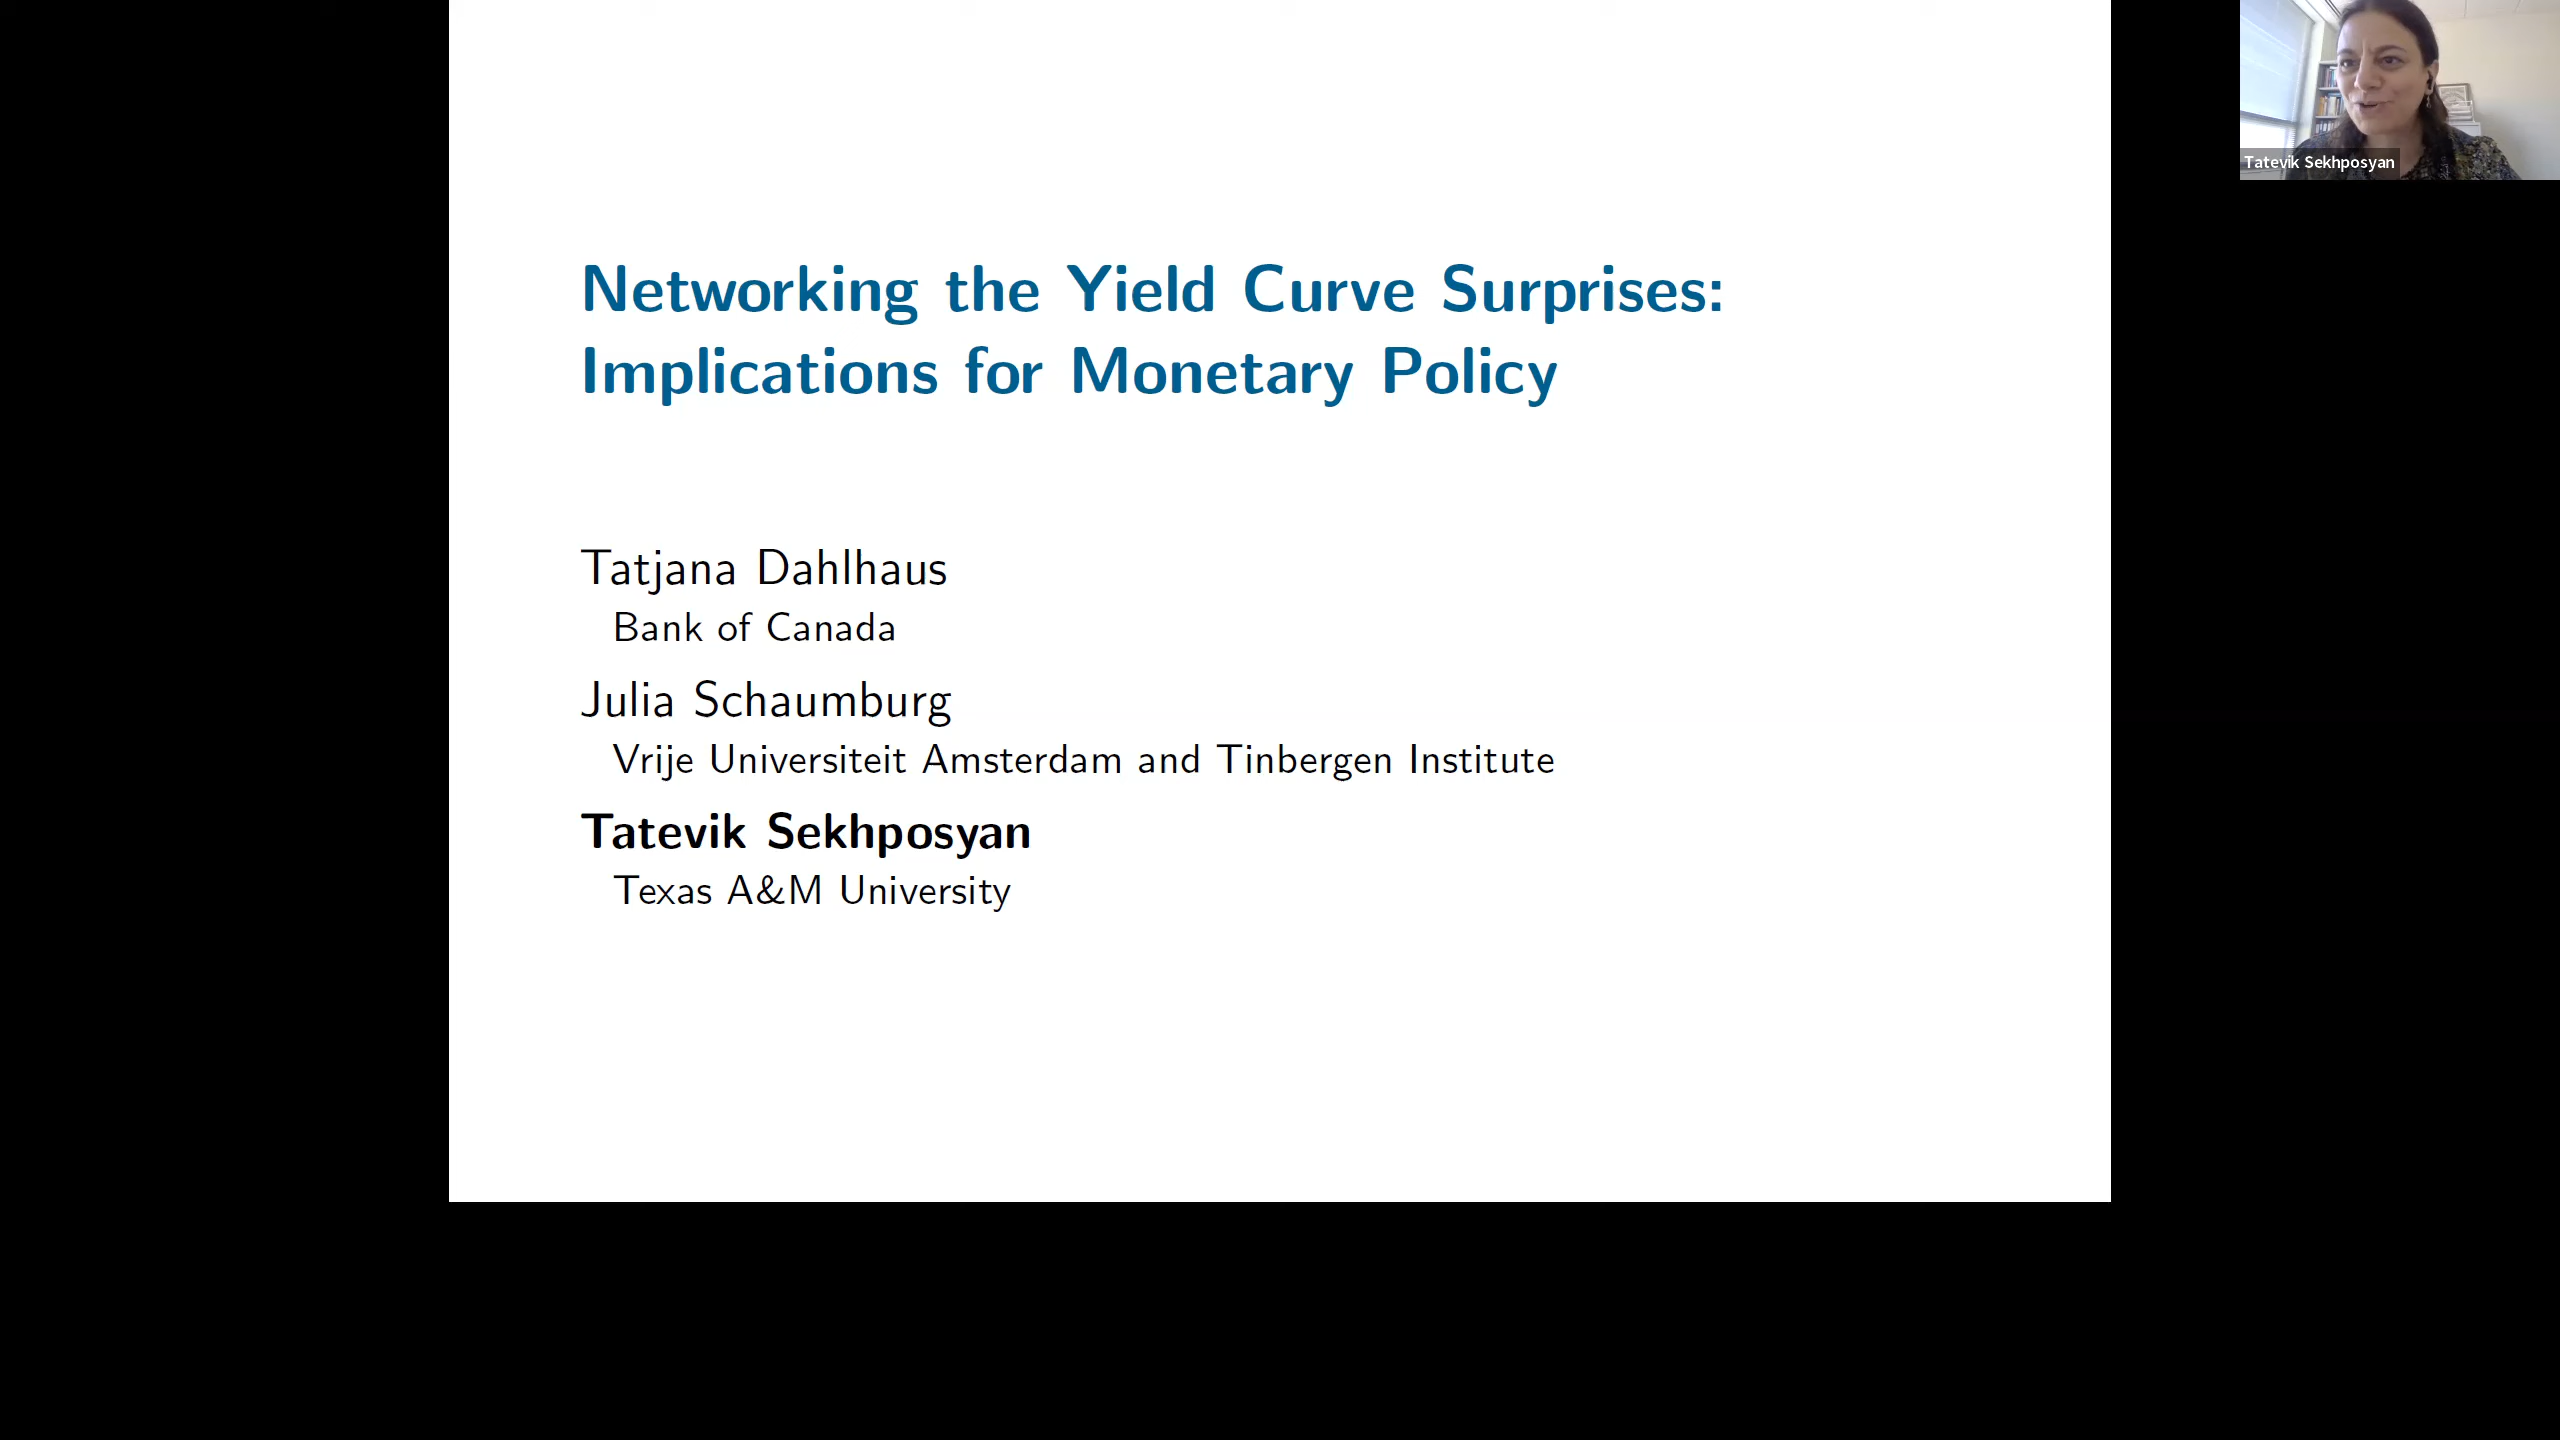 Networking the Yield Curve Surprises:
Implications for Monetary Policy
Tatjana Dahlhaus
Bank of Canada
Julia Schaumburg
Vrije Universiteit Amsterdam and Tinbergen Institute
Tatevik Sekhposyan
Texas A&M University
Tatevik Sekhposyan